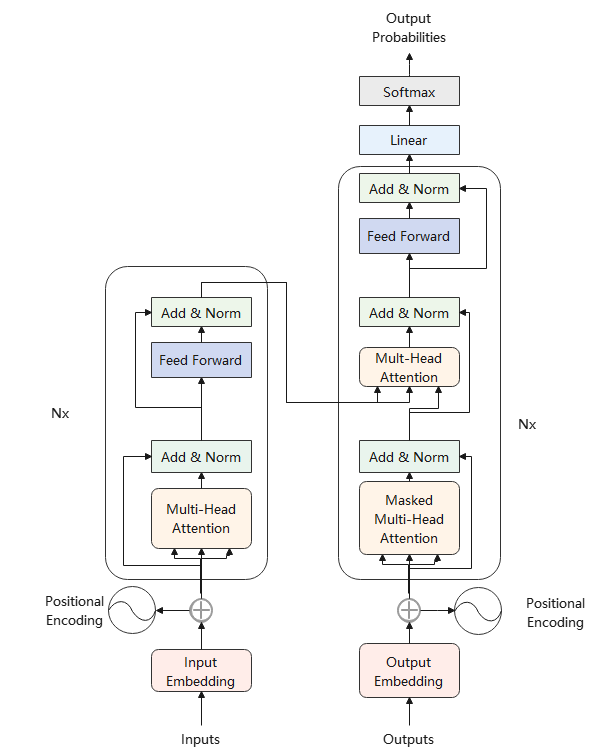 Output
Probabilities
Softmax
Linear
Add & Norm
Feed Forward
Add & Norm
Mult-Head
Attention
Add & Norm
Masked
Multi-Head
Attention
Nx
Positional
Encoding
Output
Embedding
Outputs
Add & Norm
Feed Forward
Nx
Add & Norm
Multi-Head
Attention
Positional
Encoding
Input
Embedding
Inputs